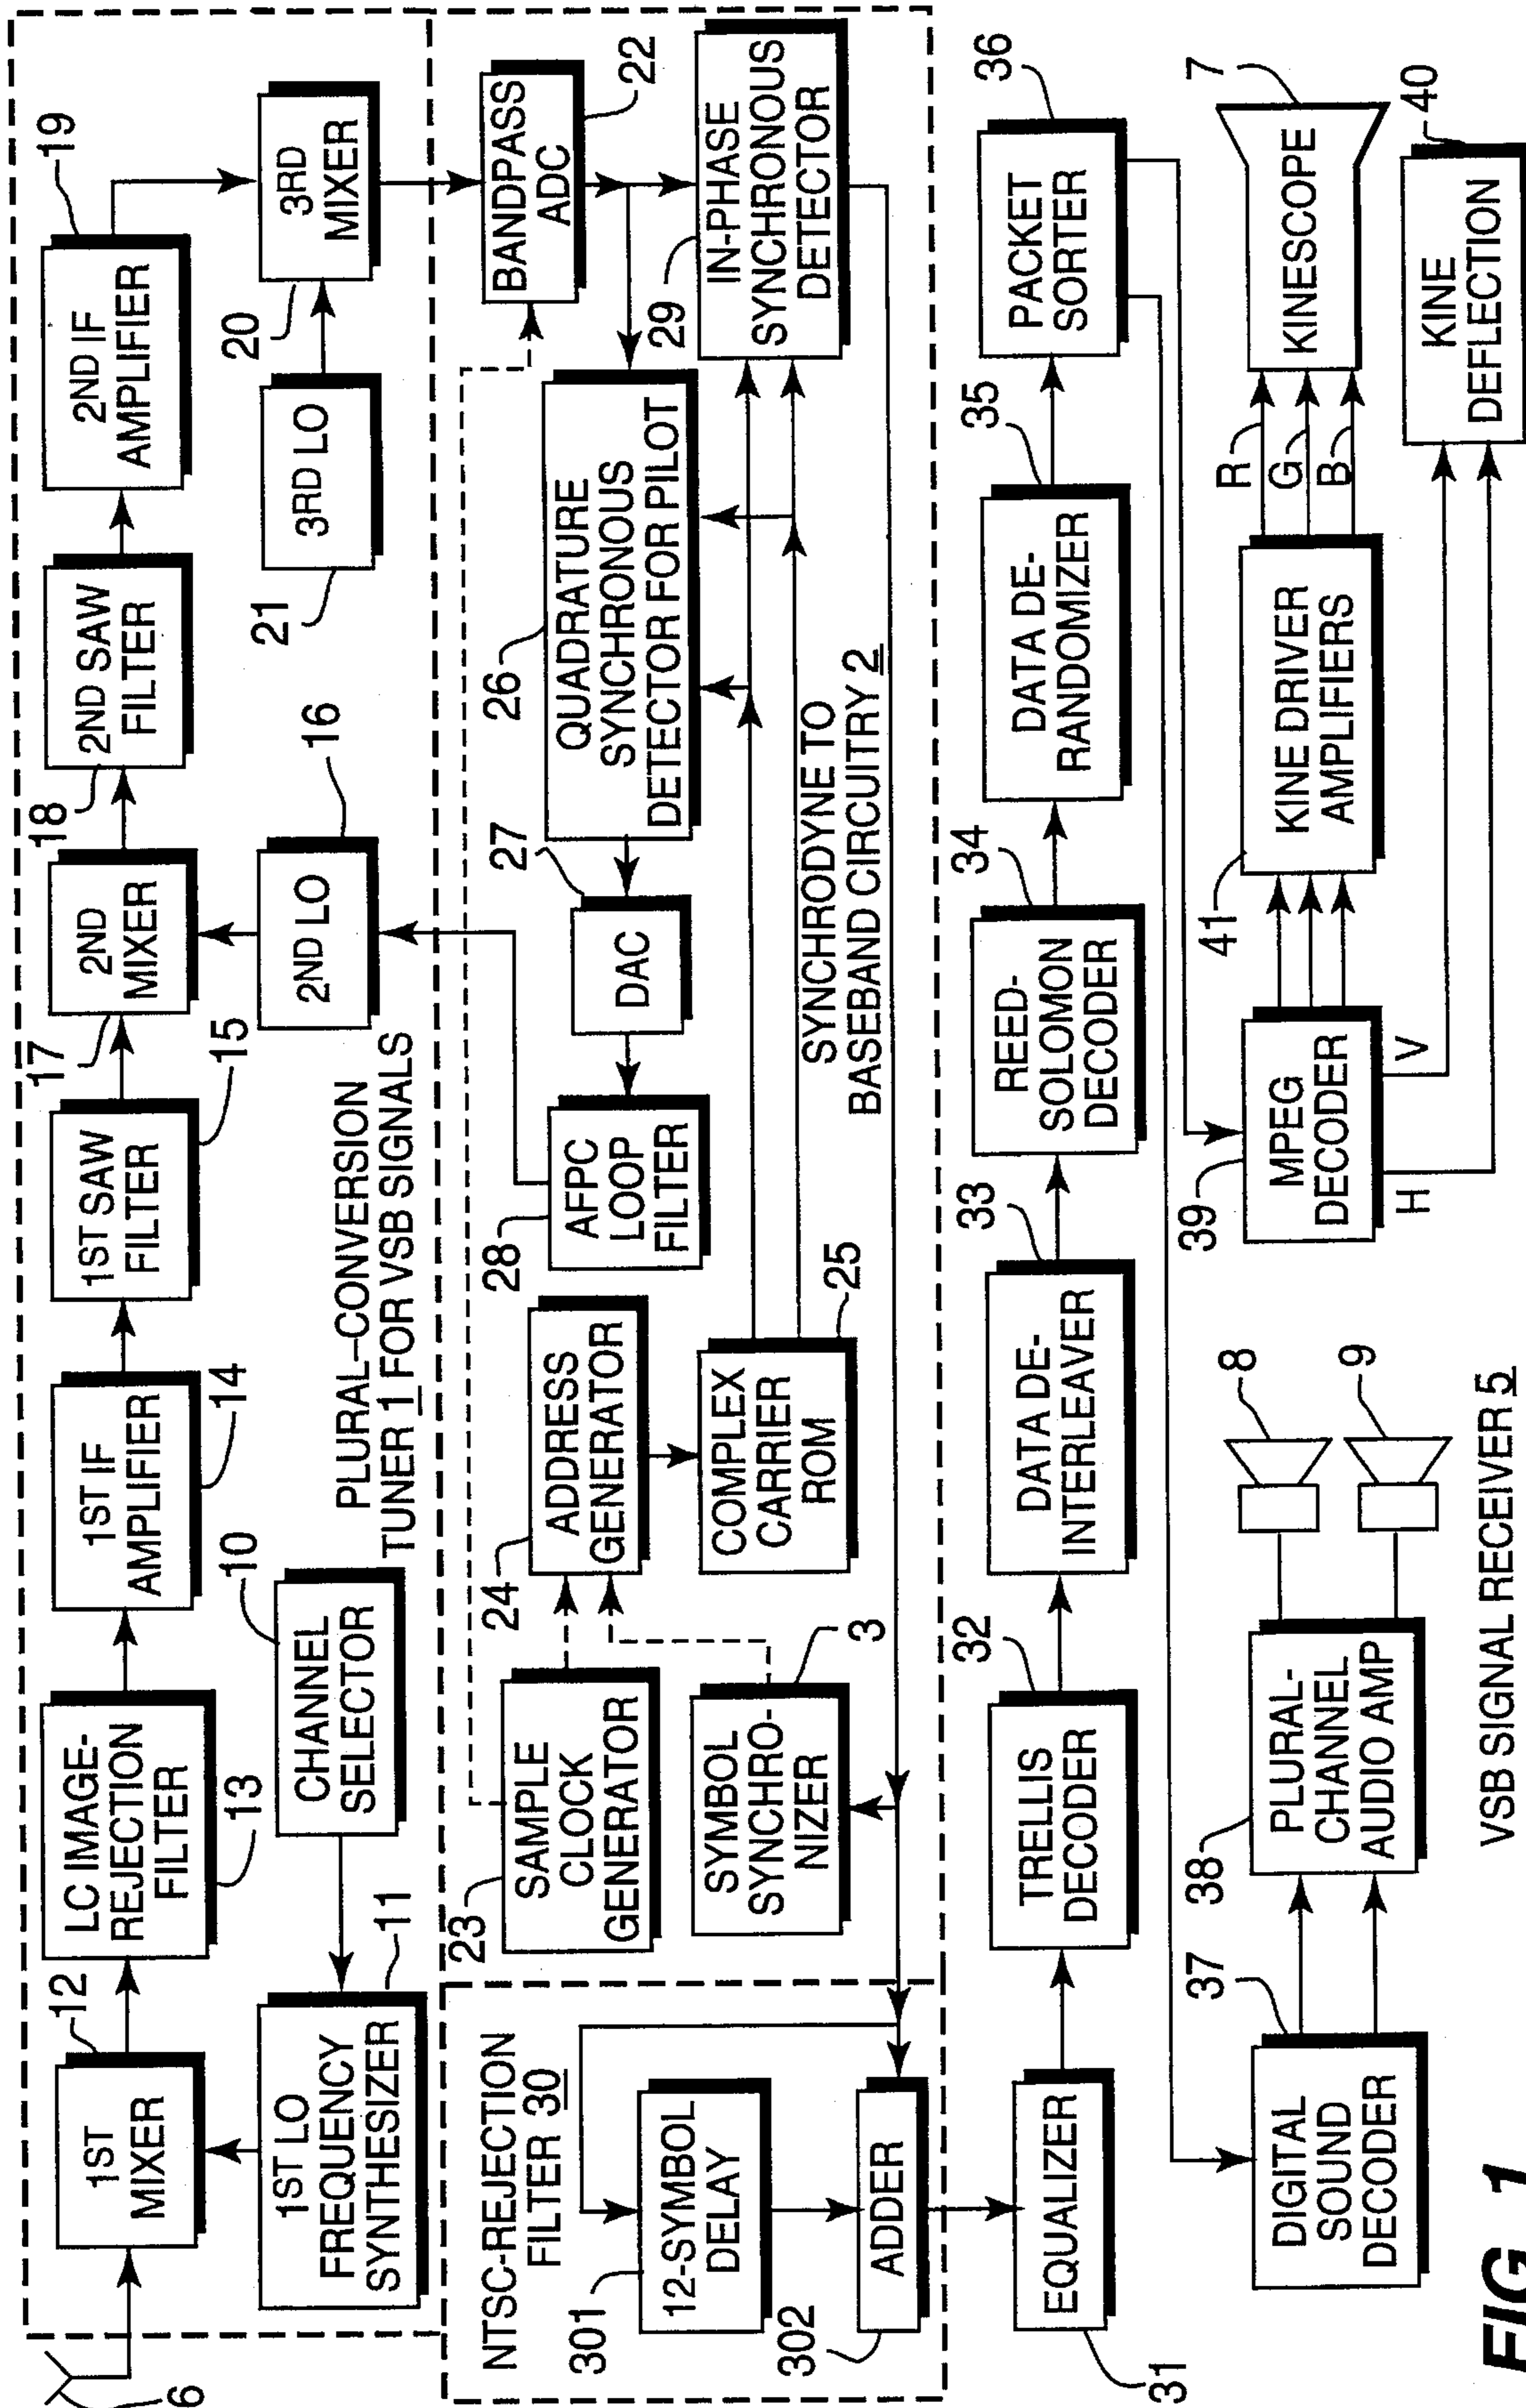 6
1ST
MIXER
12
LC IMAGE-
REJECTION
FILTER
13
1ST IF
AMPLIFIER
14
1ST SAW
FILTER
15
2ND
MIXER
17
2ND SAW
FILTER
18
2ND IF
AMPLIFIER
19
1ST LO
FREQUENCY
SYNTHESIZER
11
CHANNEL
SELECTOR
10
PLURAL-CONVERSION
TUNER 1 FOR VSB SIGNALS
2ND LO
16
3RD LO
21
3RD
MIXER
20
NTSC-REJECTION
FILTER 30
12-SYMBOL
DELAY
301
ADDER
302
SAMPLE
CLOCK
GENERATOR
23
SYMBOL
SYNCHRO-
NIZER
3
ADDRESS
GENERATOR
24
COMPLEX
CARRIER
ROM
25
AFPC
LOOP
FILTER
28
DAC
27
QUADRATURE
SYNCHRONOUS
DETECTOR FOR PILOT
26
BANDPASS
ADC
22
IN-PHASE
SYNCHRONOUS
DETECTOR
29
SYNCHRODYNE TO
BASEBAND CIRCUITRY 2
EQUALIZER
31
TRELLIS
DECODER
32
DATA DE-
INTERLEAVER
33
REED-
SOLOMON
DECODER
34
DATA DE-
RANDOMIZER
35
PACKET
SORTER
36
DIGITAL
SOUND
DECODER
37
PLURAL-
CHANNEL
AUDIO AMP
38
8
9
MPEG
DECODER
39
H
V
KINE DRIVER
AMPLIFIERS
41
R
G
B
KINESCOPE
7
KINE
DEFLECTION
40
VSB SIGNAL RECEIVER 5
FIG. 1